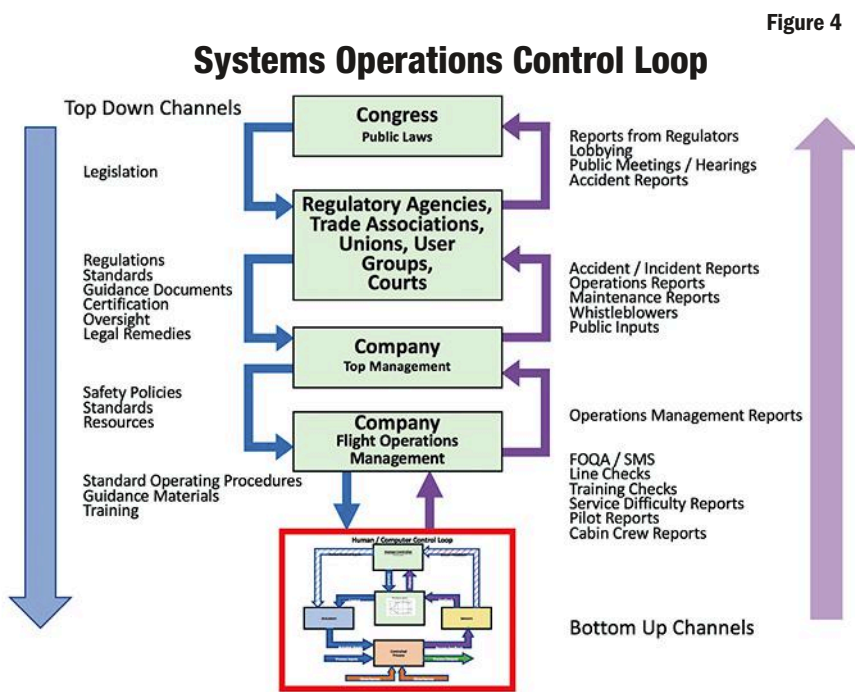 Figure 4
Systems Operations Control Loop
Top Down Channels
Congress
Public Laws
Reports from Regulators
Lobbying
Public Meetings / Hearings
Accident Reports
Legislation
Regulatory Agencies,
Trade Associations,
Unions, User
Groups,
Courts
Regulations
Standards
Guidance Documents
Certification
Oversight
Legal Remedies
Accident / Incident Reports
Operations Reports
Maintenance Reports
Whistleblowers
Public Inputs
Company
Top Management
Safety Policies
Standards
Resources
Company
Flight Operations
Management
Operations Management Reports
Standard Operating Procedures
Guidance Materials
Training
FOQA / SMS
Line Checks
Training Checks
Service Difficulty Reports
Pilot Reports
Cabin Crew Reports
Human / Computer Control Loop
Controlled
Process
Bottom Up Channels